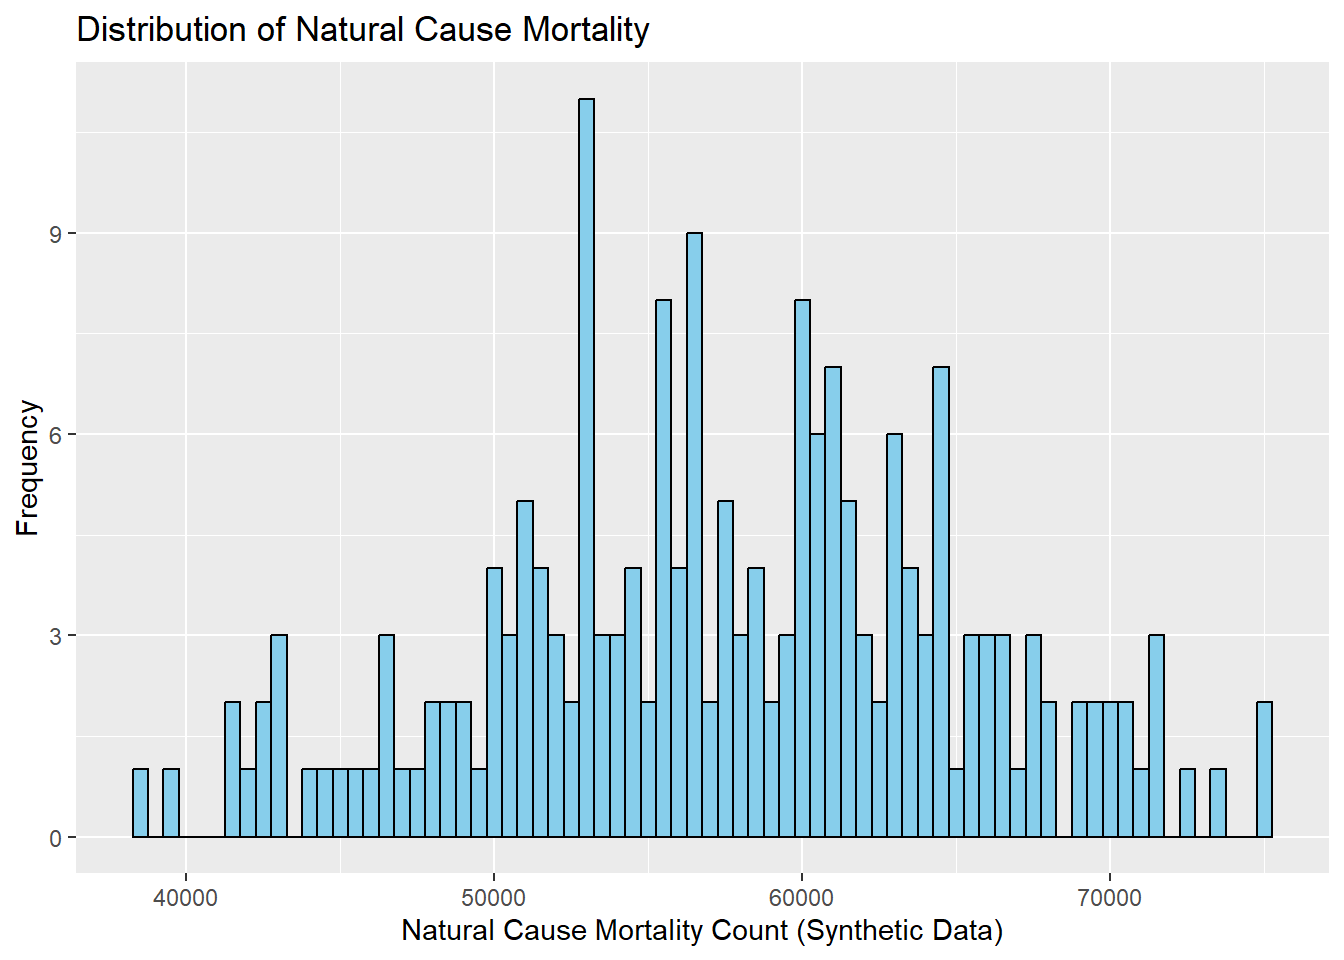 Distribution of Natural Cause Mortality
Frequency
9
6
3
0
40000 50000 60000 70000
Natural Cause Mortality Count (Synthetic Data)